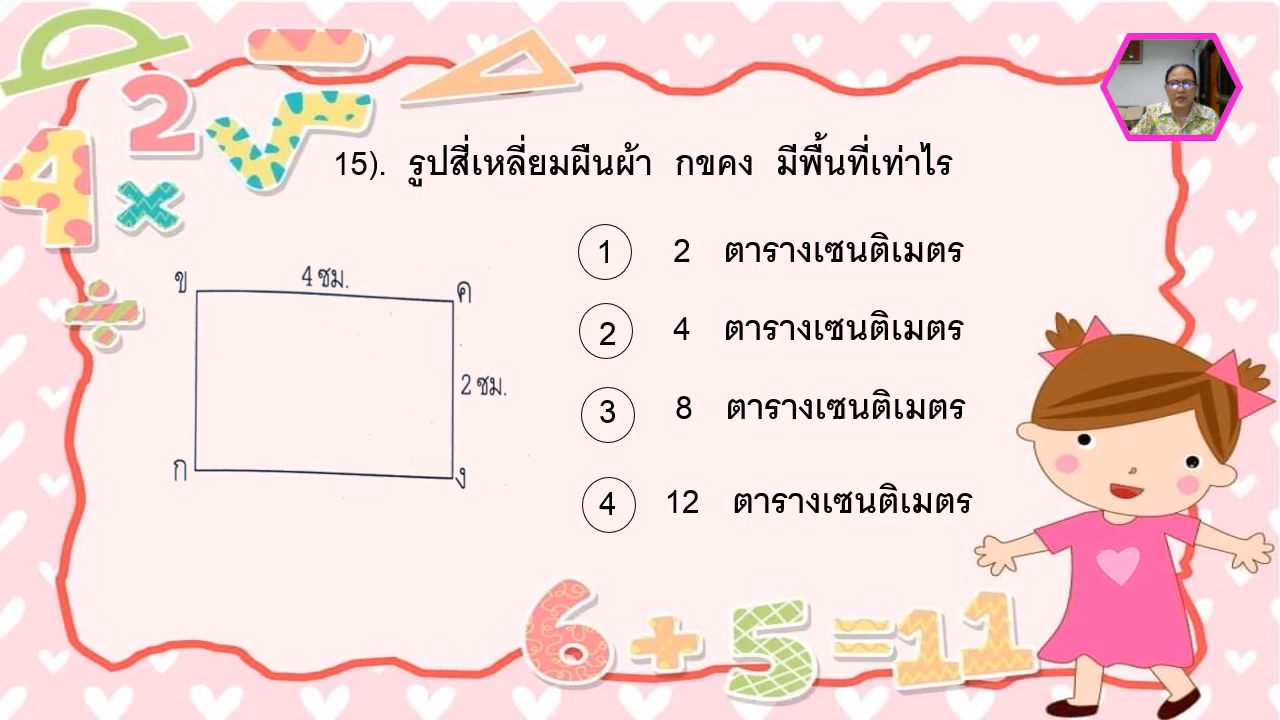 4
2
√
×
÷
15). รูปสี่เหลี่ยมผืนผ้า กขคง มีพื้นที่เท่าไร
ข 4 ซม. ค
2 ซม.
ก ง
1 2 ตารางเซนติเมตร
2 4 ตารางเซนติเมตร
3 8 ตารางเซนติเมตร
4 12 ตารางเซนติเมตร
6+5=11